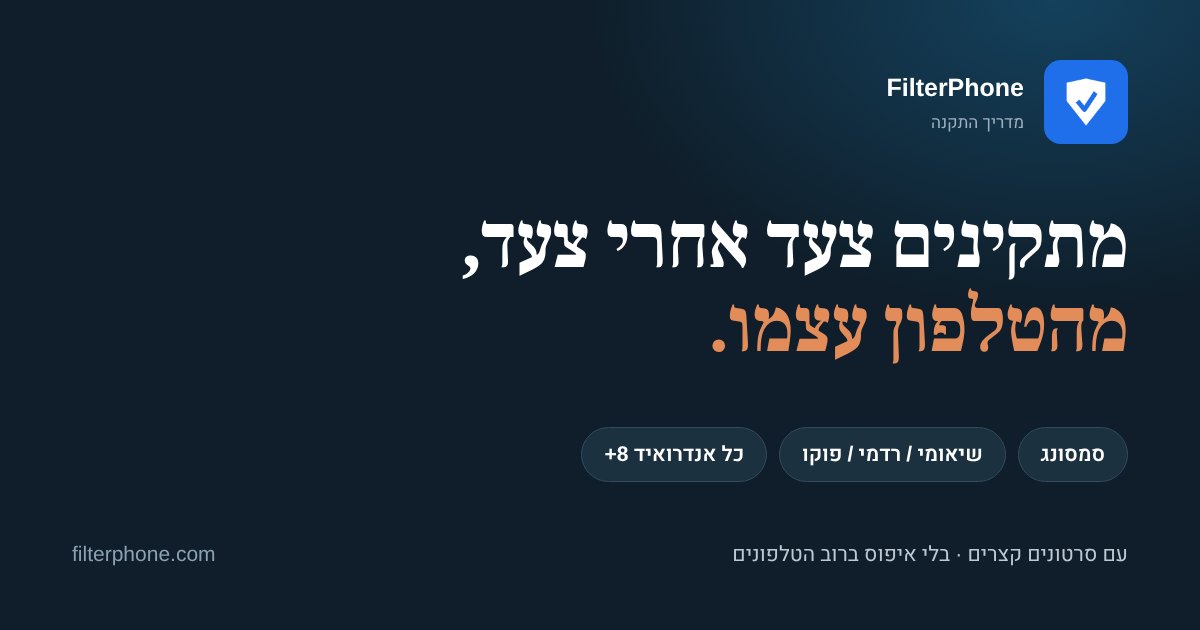 FilterPhone
מדריך התקנה
מתקינים צעד אחרי צעד,
מהטלפון עצמו.
סמסונג
שיאומי / רדמי / פוקו
כל אנדרואיד 8+
עם סרטונים קצרים · בלי איפוס ברוב הטלפונים
filterphone.com